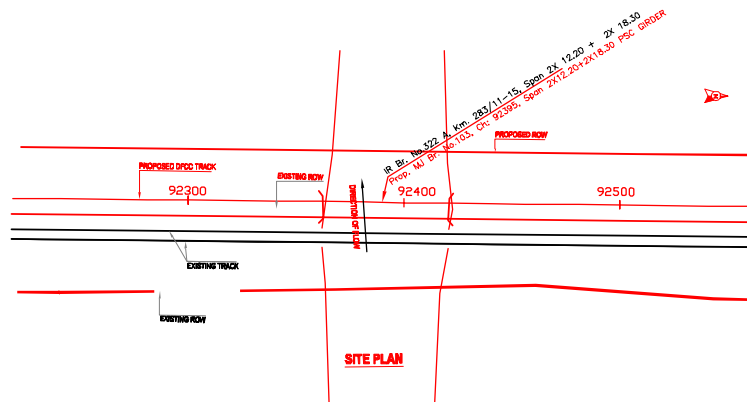 IR Br. No.322 A, Km. 283/11-15, Span 2X 12.20 + 2X 18.30
Prop. MJ Br. No.103, Ch: 92395, Span 2X12.20+2X18.30 PSC GIRDER
PROPOSED ROW
PROPOSED DFCC TRACK
EXISTING ROW
92300
92400
92500
DIRECTION OF FLOW
EXISTING TRACK
EXISTING ROW
SITE PLAN